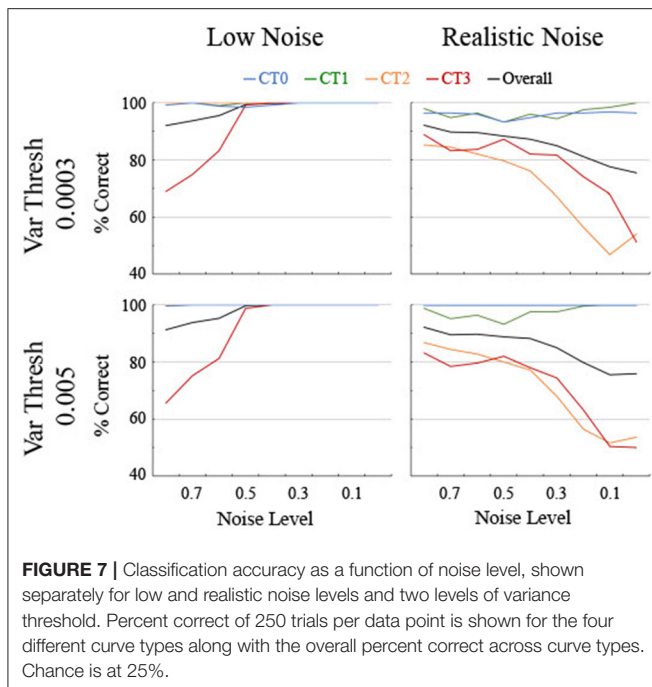 Low Noise Realistic Noise
CT0 CT1 CT2 CT3 Overall
Var Thresh
0.0003
% Correct
100
80
60
40
Var Thresh
0.005
% Correct
100
80
60
40
0.7 0.5 0.3 0.1 0.7 0.5 0.3 0.1
Noise Level Noise Level
FIGURE 7 | Classification accuracy as a function of noise level, shown
separately for low and realistic noise levels and two levels of variance
threshold. Percent correct of 250 trials per data point is shown for the four
different curve types along with the overall percent correct across curve types.
Chance is at 25%.